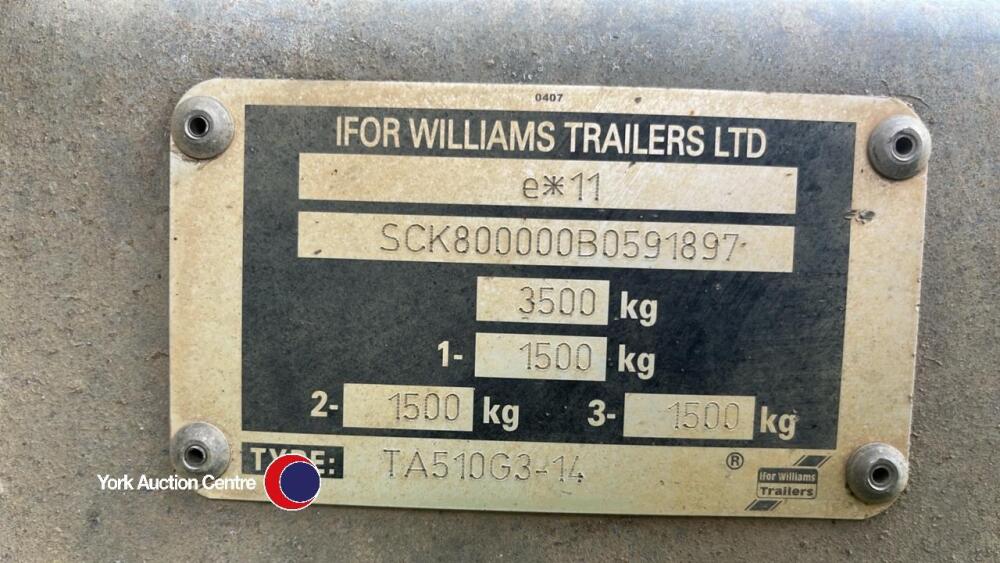 0407
IFOR WILLIAMS TRAILERS LTD
e*11
SCK800000B0591897
3500 kg
1- 1500 kg
2- 1500 kg 3- 1500 kg
TYPE: TA510G3-14 ®
Ifor Williams
Trailers
York Auction Centre